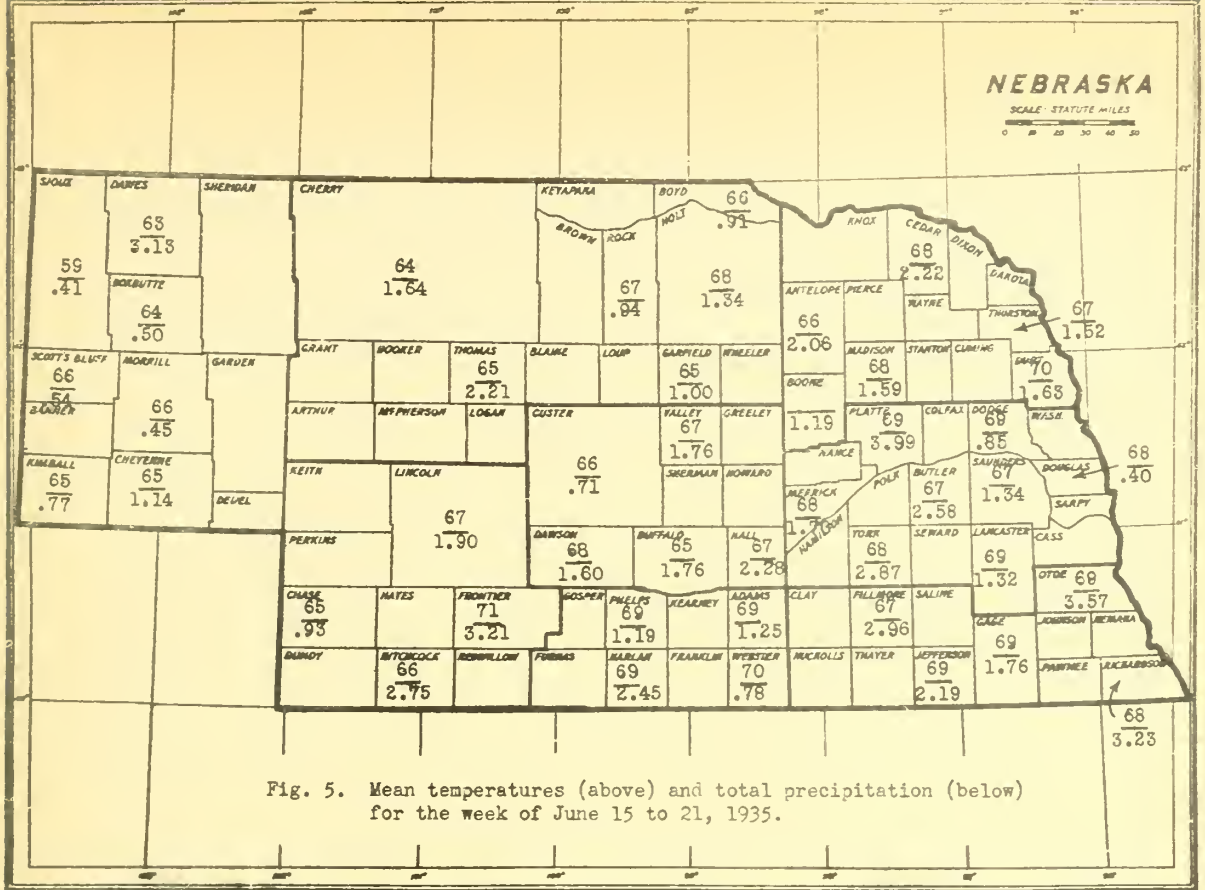 NEBRASKA
SCALE: STATUTE MILES
0 10 20 30 40 50
SIOUX
59
.41
DAWES
63
3.13
SHERIDAN
CHERRY
64
1.64
KEYAPAHA
BOYD
66
.91
BROWN
ROCK
67
.94
HOLT
68
1.34
KNOX
CEDAR
68
2.22
DIXON
DAKOTA
BOXBUTTE
64
.50
ANTELOPE
66
2.06
PIERCE
WAYNE
THURSTON
67
1.52
SCOTT'S BLUFF
66
.54
MORRILL
66
.45
GARDEN
GRANT
HOOKER
THOMAS
65
2.21
BLAINE
LOUP
GARFIELD
65
1.00
WHEELER
BOONE
1.19
MADISON
68
1.59
STANTON
CUMING
BURT
70
1.63
BANNER
ARTHUR
McPHERSON
LOGAN
CUSTER
66
.71
VALLEY
67
1.76
GREELEY
PLATTE
69
3.99
COLFAX
DODGE
69
.85
WASH.
NANCE
KIMBALL
65
.77
CHEYENNE
65
1.14
DEUEL
KEITH
LINCOLN
67
1.90
SHERMAN
HOWARD
MERRICK
68
POLK
BUTLER
67
2.58
SAUNDERS
67
1.34
DOUGLAS
68
.40
SARPY
PERKINS
DAWSON
68
1.60
BUFFALO
65
1.76
HALL
67
2.28
HAMILTON
YORK
68
2.87
SEWARD
LANCASTER
69
1.32
CASS
OTOE
69
3.57
CHASE
65
.93
HAYES
FRONTIER
71
3.21
GOSPER
PHELPS
69
1.19
KEARNEY
ADAMS
69
1.25
CLAY
FILLMORE
67
2.96
SALINE
GAGE
69
1.76
JOHNSON
NEMAHA
DUNDY
HITCHCOCK
66
2.75
REDWILLOW
FURNAS
HARLAN
69
2.45
FRANKLIN
WEBSTER
70
.78
NUCKOLLS
THAYER
JEFFERSON
69
2.19
PAWNEE
RICHARDSON
68
3.23
Fig. 5. Mean temperatures (above) and total precipitation (below)
for the week of June 15 to 21, 1935.